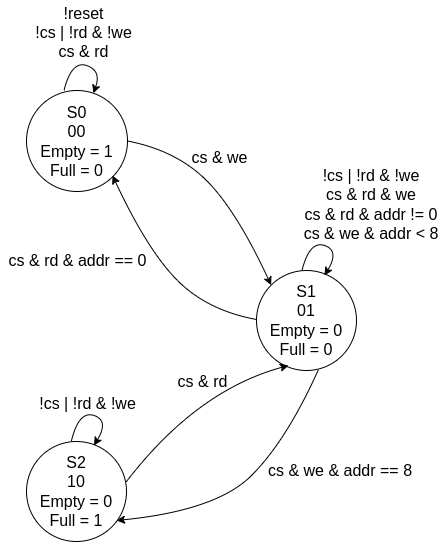 !reset
!cs | !rd & !we
cs & rd
S0
00
Empty = 1
Full = 0
cs & we
!cs | !rd & !we
cs & rd & we
cs & rd & addr != 0
cs & we & addr < 8
cs & rd & addr == 0
S1
01
Empty = 0
Full = 0
cs & rd
!cs | !rd & !we
S2
10
Empty = 0
Full = 1
cs & we & addr == 8